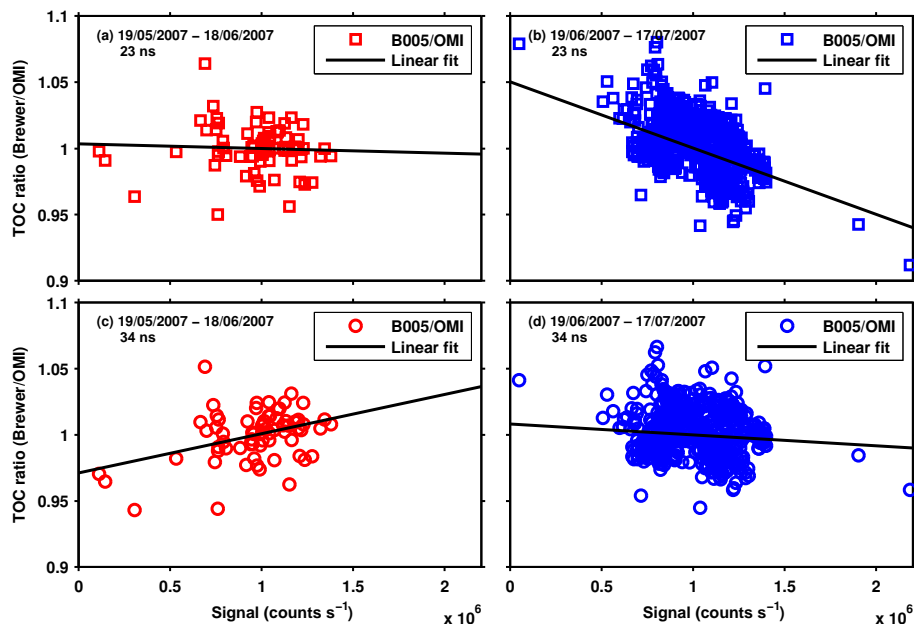 (a) 19/05/2007 – 18/06/2007
23 ns
B005/OMI
Linear fit
TOC ratio (Brewer/OMI)
1.1
1.05
1
0.95
0.9
(b) 19/06/2007 – 17/07/2007
23 ns
B005/OMI
Linear fit
(c) 19/05/2007 – 18/06/2007
34 ns
B005/OMI
Linear fit
TOC ratio (Brewer/OMI)
1.1
1.05
1
0.95
0.9
0 0.5 1 1.5 2
Signal (counts s⁻¹)
x 10⁶
(d) 19/06/2007 – 17/07/2007
34 ns
B005/OMI
Linear fit
0 0.5 1 1.5 2
Signal (counts s⁻¹)
x 10⁶